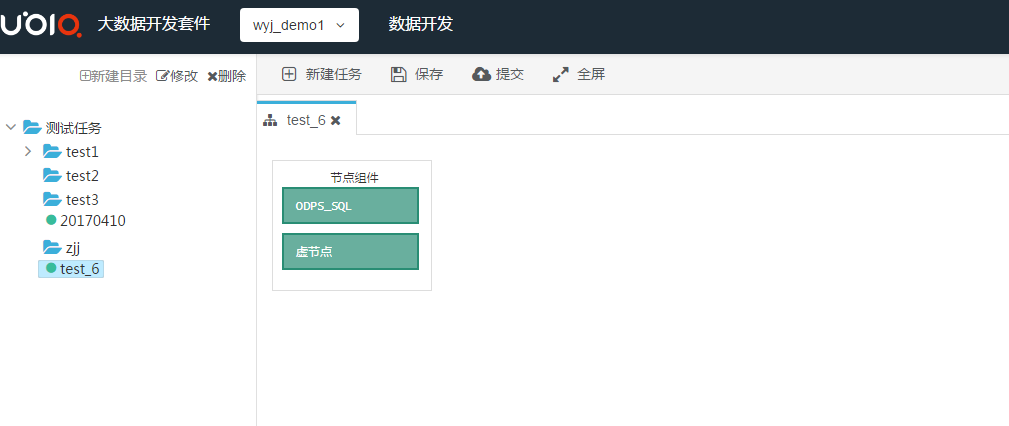 大数据开发套件 wyj_demo1 数据开发
新建目录 修改 删除
新建任务 保存 提交 全屏
测试任务
test1
test2
test3
20170410
zjj
test_6
test_6
节点组件
ODPS_SQL
虚节点